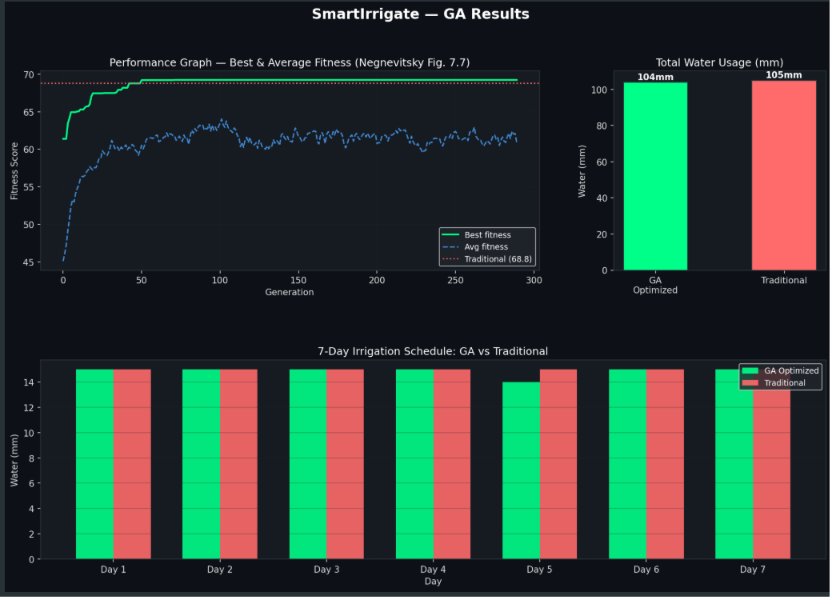 SmartIrrigate — GA Results
Performance Graph — Best & Average Fitness (Negnevitsky Fig. 7.7)
70
65
60
55
50
45
Fitness Score
0 50 100 150 200 250 300
Generation
Best fitness
Avg fitness
Traditional (68.8)
Total Water Usage (mm)
104mm
105mm
100
80
60
40
20
0
Water (mm)
GA
Optimized
Traditional
7-Day Irrigation Schedule: GA vs Traditional
14
12
10
8
6
4
2
0
Water (mm)
GA Optimized
Traditional
Day 1 Day 2 Day 3 Day 4 Day 5 Day 6 Day 7
Day